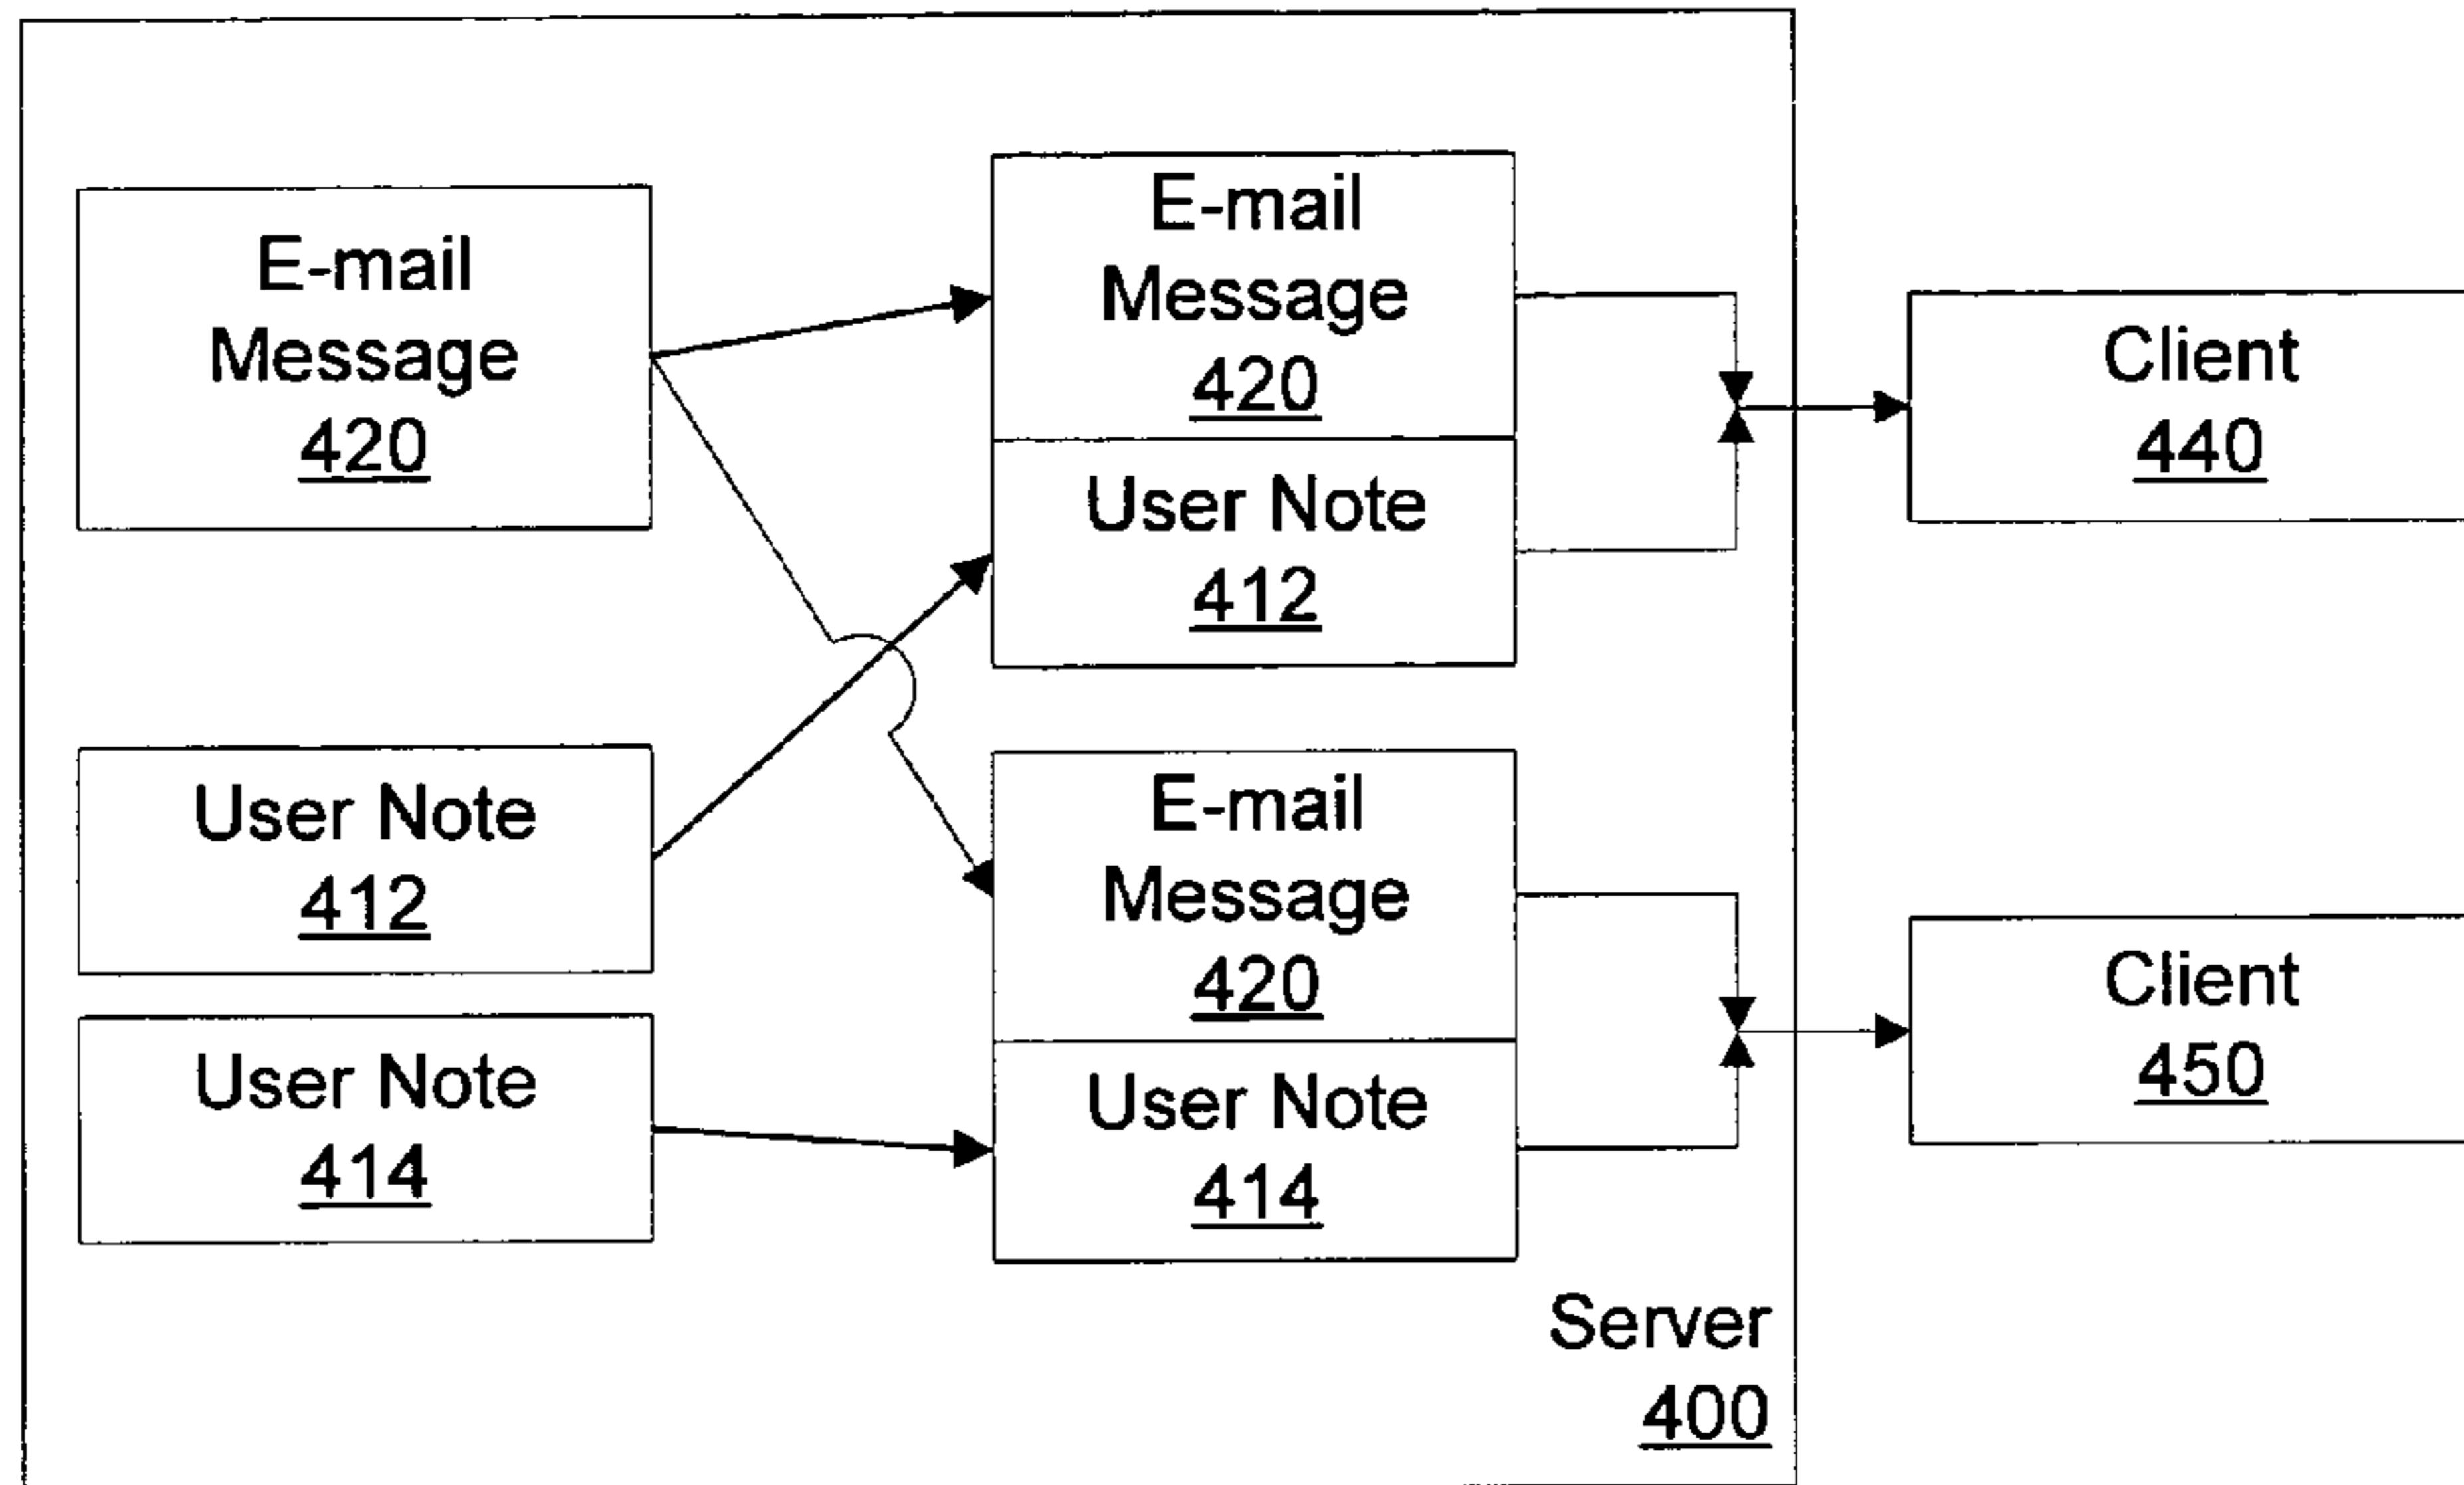 E-mail
Message
420
User Note
412
User Note
414
E-mail
Message
420
User Note
412
E-mail
Message
420
User Note
414
Client
440
Client
450
Server
400